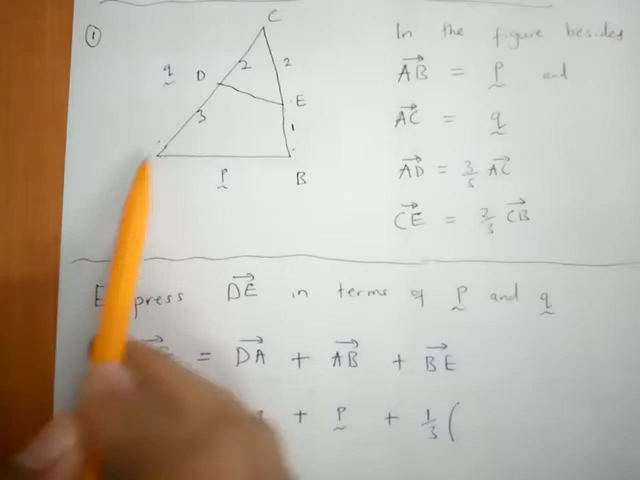 ①
C
In the figure besides
q D 2 2
AB = p and
E
3
1
AC = q
p B
AD = 3/5 AC
CE = 2/3 CB
Express DE in terms of p and q
= DA + AB + BE
+ p + 1/3 (